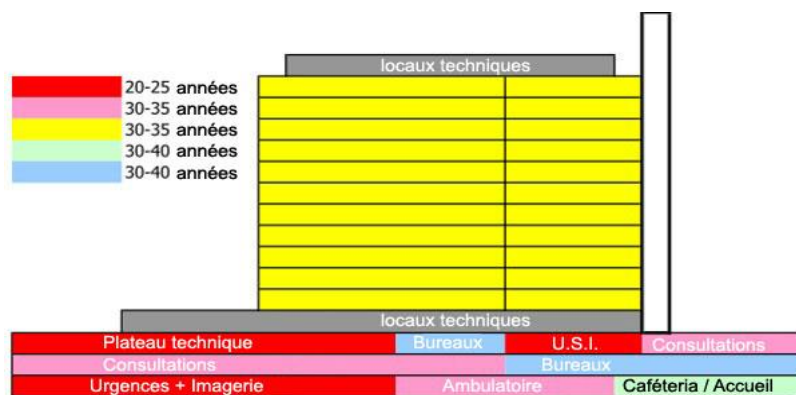 locaux techniques
20-25 années
30-35 années
30-35 années
30-40 années
30-40 années
locaux techniques
Plateau technique Bureaux U.S.I. Consultations
Consultations Bureaux
Urgences + Imagerie Ambulatoire Caféteria / Accueil